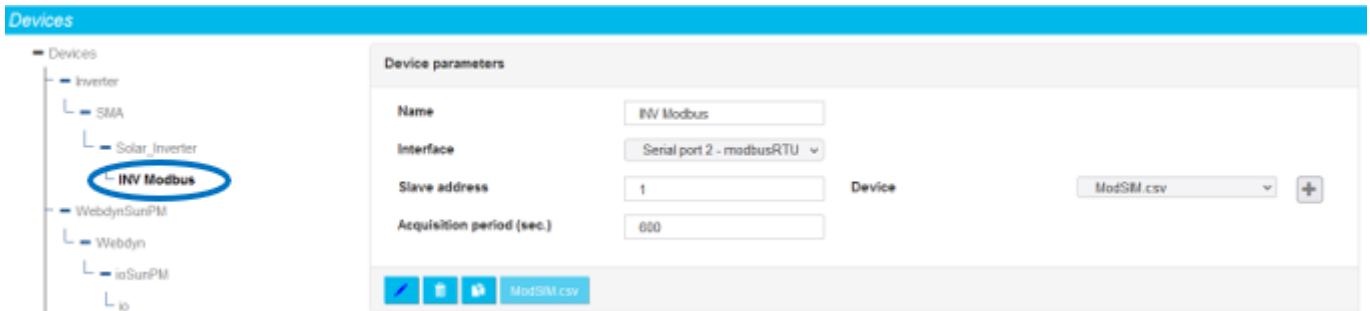 Devices
Devices
Inverter
SMA
Solar_Inverter
INV Modbus
WebdynSunPM
Webdyn
ioSunPM
io
Device parameters
Name INV Modbus
Interface Serial port 2 - modbusRTU
Slave address 1 Device ModSIM.csv
Acquisition period (sec.) 600
ModSIM.csv